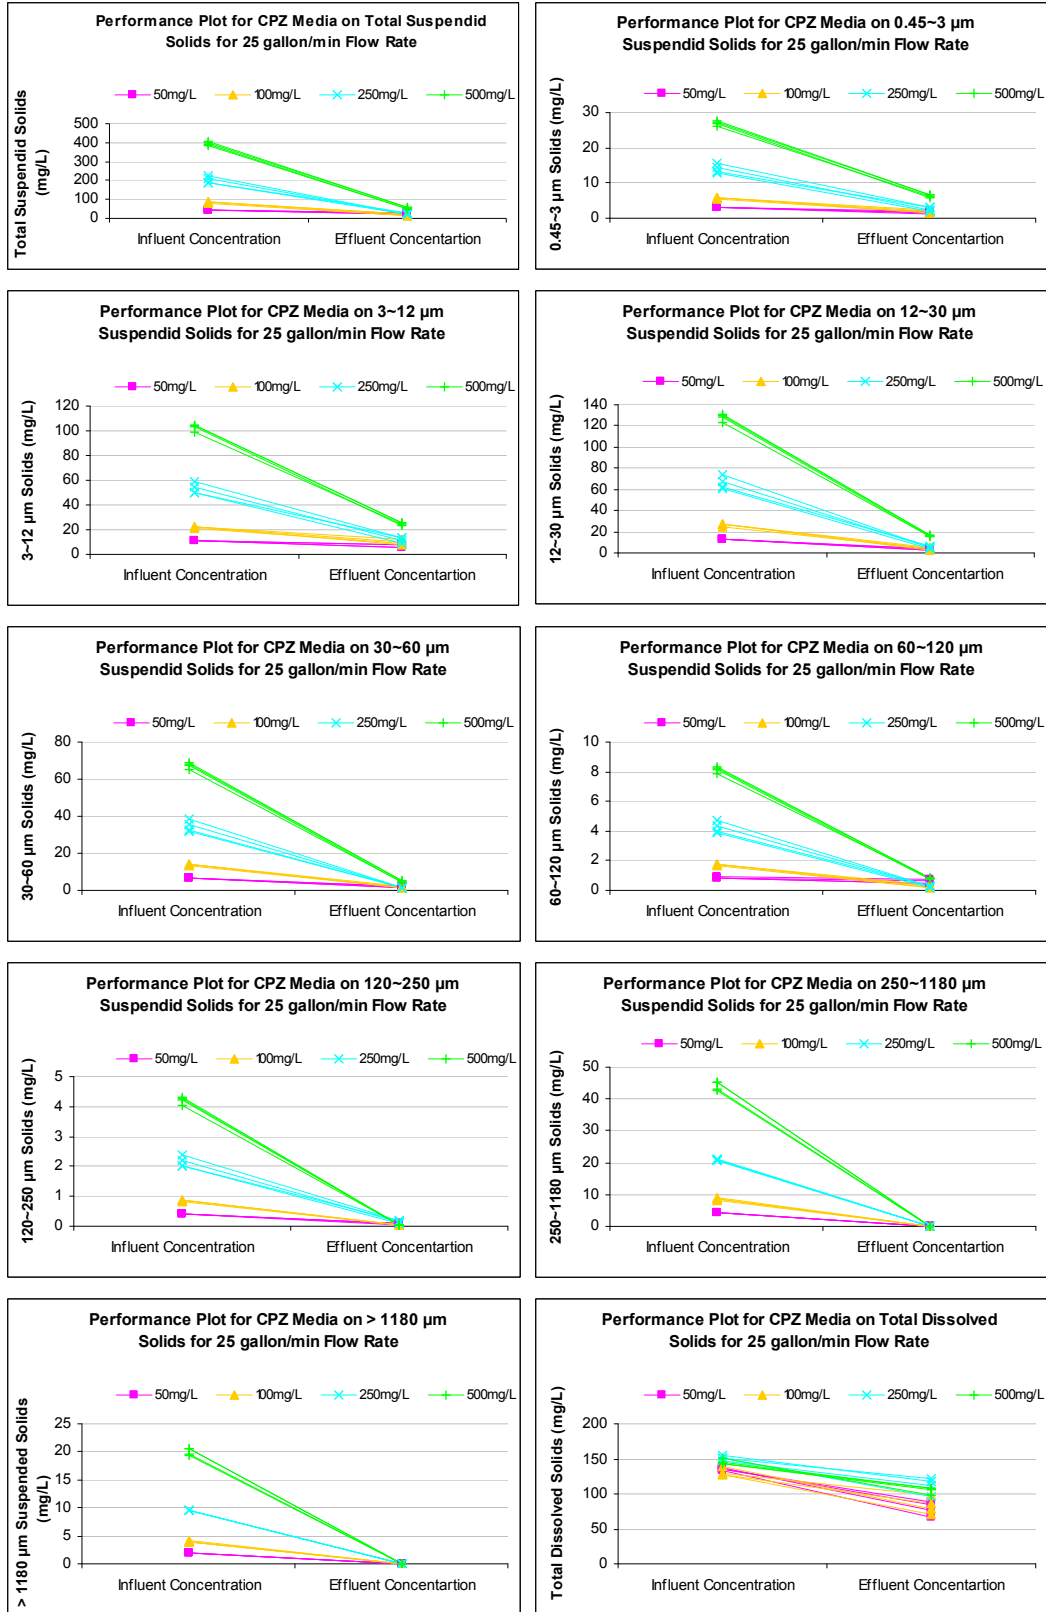 Performance Plot for CPZ Media on Total Suspendid
Solids for 25 gallon/min Flow Rate
50mg/L 100mg/L 250mg/L 500mg/L
Total Suspendid Solids
(mg/L)
500
400
300
200
100
0
Influent Concentration Effluent Concentartion
Performance Plot for CPZ Media on 0.45~3 µm
Suspendid Solids for 25 gallon/min Flow Rate
50mg/L 100mg/L 250mg/L 500mg/L
0.45~3 µm Solids (mg/L)
30
20
10
0
Influent Concentration Effluent Concentartion
Performance Plot for CPZ Media on 3~12 µm
Suspendid Solids for 25 gallon/min Flow Rate
50mg/L 100mg/L 250mg/L 500mg/L
3~12 µm Solids (mg/L)
120
100
80
60
40
20
0
Influent Concentration Effluent Concentartion
Performance Plot for CPZ Media on 12~30 µm
Suspendid Solids for 25 gallon/min Flow Rate
50mg/L 100mg/L 250mg/L 500mg/L
12~30 µm Solids (mg/L)
140
120
100
80
60
40
20
0
Influent Concentration Effluent Concentartion
Performance Plot for CPZ Media on 30~60 µm
Suspendid Solids for 25 gallon/min Flow Rate
50mg/L 100mg/L 250mg/L 500mg/L
30~60 µm Solids (mg/L)
80
60
40
20
0
Influent Concentration Effluent Concentartion
Performance Plot for CPZ Media on 60~120 µm
Suspendid Solids for 25 gallon/min Flow Rate
50mg/L 100mg/L 250mg/L 500mg/L
60~120 µm Solids (mg/L)
10
8
6
4
2
0
Influent Concentration Effluent Concentartion
Performance Plot for CPZ Media on 120~250 µm
Suspendid Solids for 25 gallon/min Flow Rate
50mg/L 100mg/L 250mg/L 500mg/L
120~250 µm Solids (mg/L)
5
4
3
2
1
0
Influent Concentration Effluent Concentartion
Performance Plot for CPZ Media on 250~1180 µm
Suspendid Solids for 25 gallon/min Flow Rate
50mg/L 100mg/L 250mg/L 500mg/L
250~1180 µm Solids (mg/L)
50
40
30
20
10
0
Influent Concentration Effluent Concentartion
Performance Plot for CPZ Media on > 1180 µm
Solids for 25 gallon/min Flow Rate
50mg/L 100mg/L 250mg/L 500mg/L
> 1180 µm Suspended Solids
(mg/L)
25
20
15
10
5
0
Influent Concentration Effluent Concentartion
Performance Plot for CPZ Media on Total Dissolved
Solids for 25 gallon/min Flow Rate
50mg/L 100mg/L 250mg/L 500mg/L
Total Dissolved Solids (mg/L)
200
150
100
50
0
Influent Concentration Effluent Concentartion